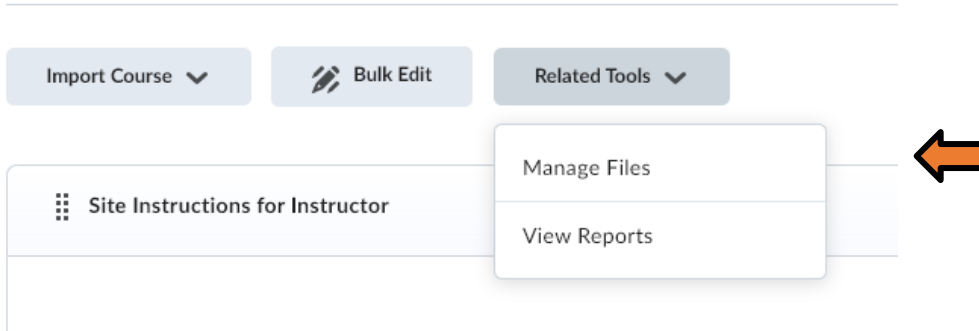 Import Course
Bulk Edit
Related Tools
Manage Files
Site Instructions for Instructor
View Reports